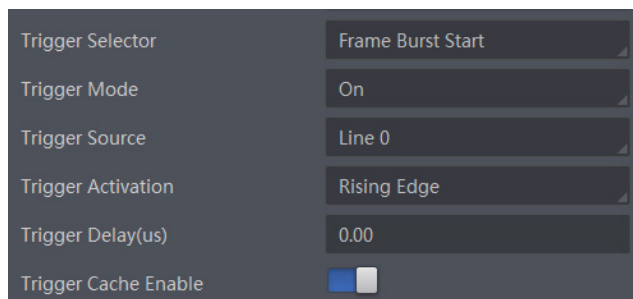 Trigger Selector Frame Burst Start
Trigger Mode On
Trigger Source Line 0
Trigger Activation Rising Edge
Trigger Delay(us) 0.00
Trigger Cache Enable